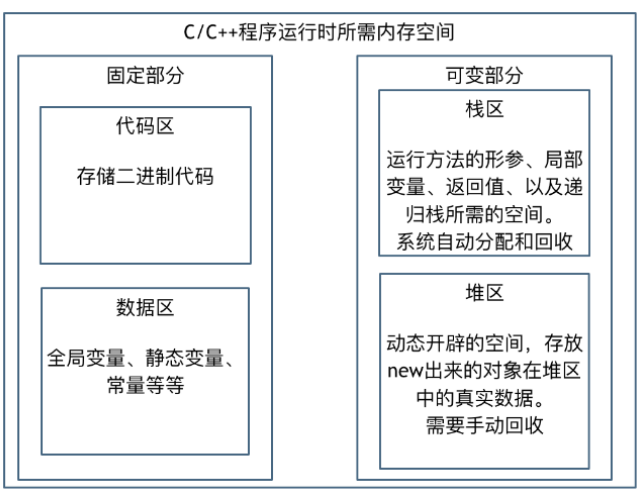 C/C++程序运行时所需内存空间
固定部分
代码区
存储二进制代码
数据区
全局变量、静态变量、
常量等等
可变部分
栈区
运行方法的形参、局部
变量、返回值、以及递
归栈所需的空间。
系统自动分配和回收
堆区
动态开辟的空间，存放
new出来的对象在堆区
中的真实数据。
需要手动回收